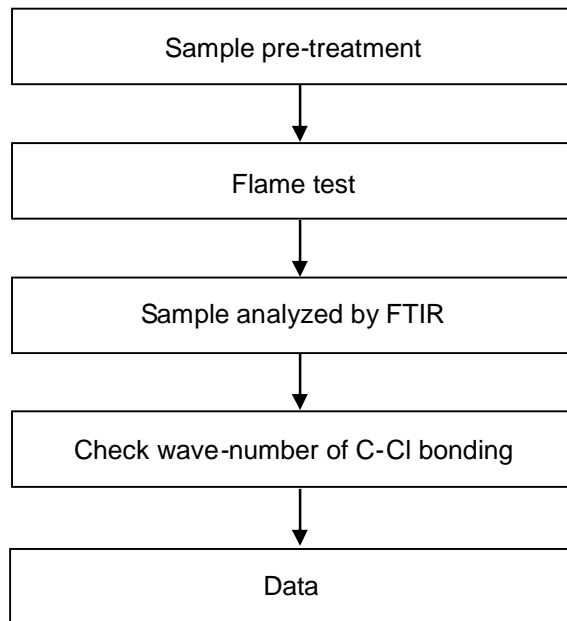 Sample pre-treatment
Flame test
Sample analyzed by FTIR
Check wave-number of C-Cl bonding
Data